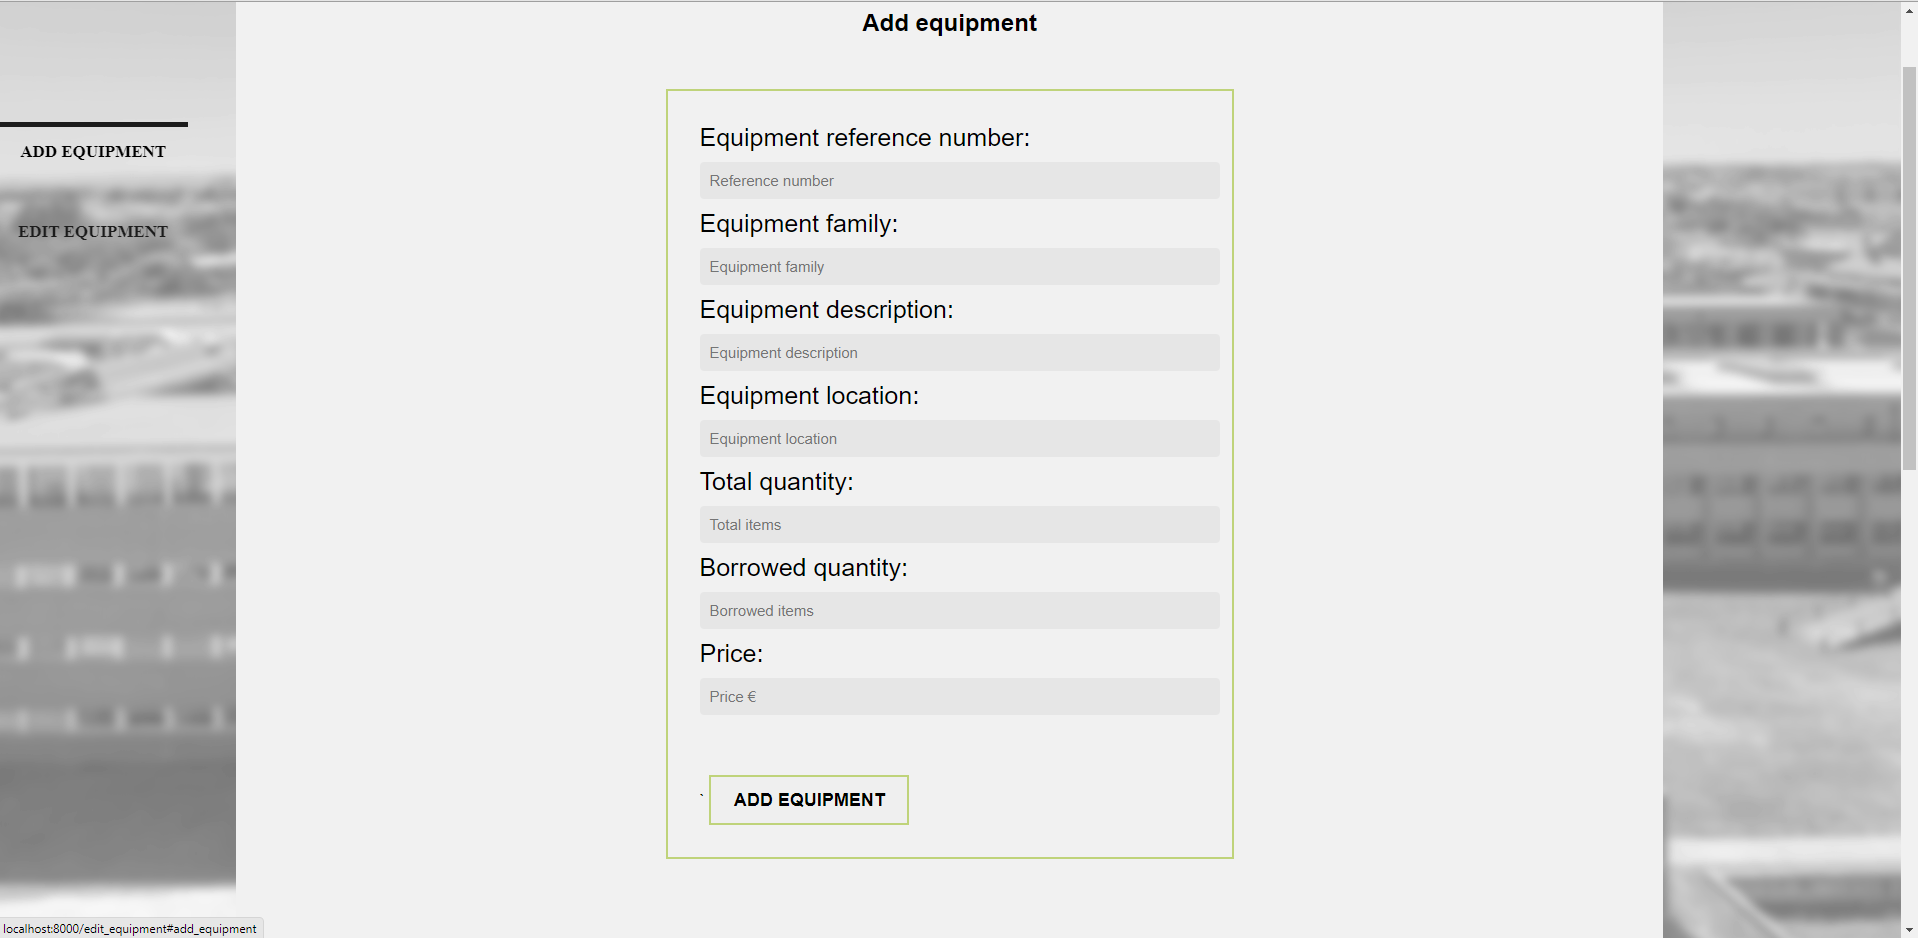 Add equipment
ADD EQUIPMENT
EDIT EQUIPMENT
Equipment reference number:
Reference number
Equipment family:
Equipment family
Equipment description:
Equipment description
Equipment location:
Equipment location
Total quantity:
Total items
Borrowed quantity:
Borrowed items
Price:
Price €
` ADD EQUIPMENT
localhost:8000/edit_equipment#add_equipment